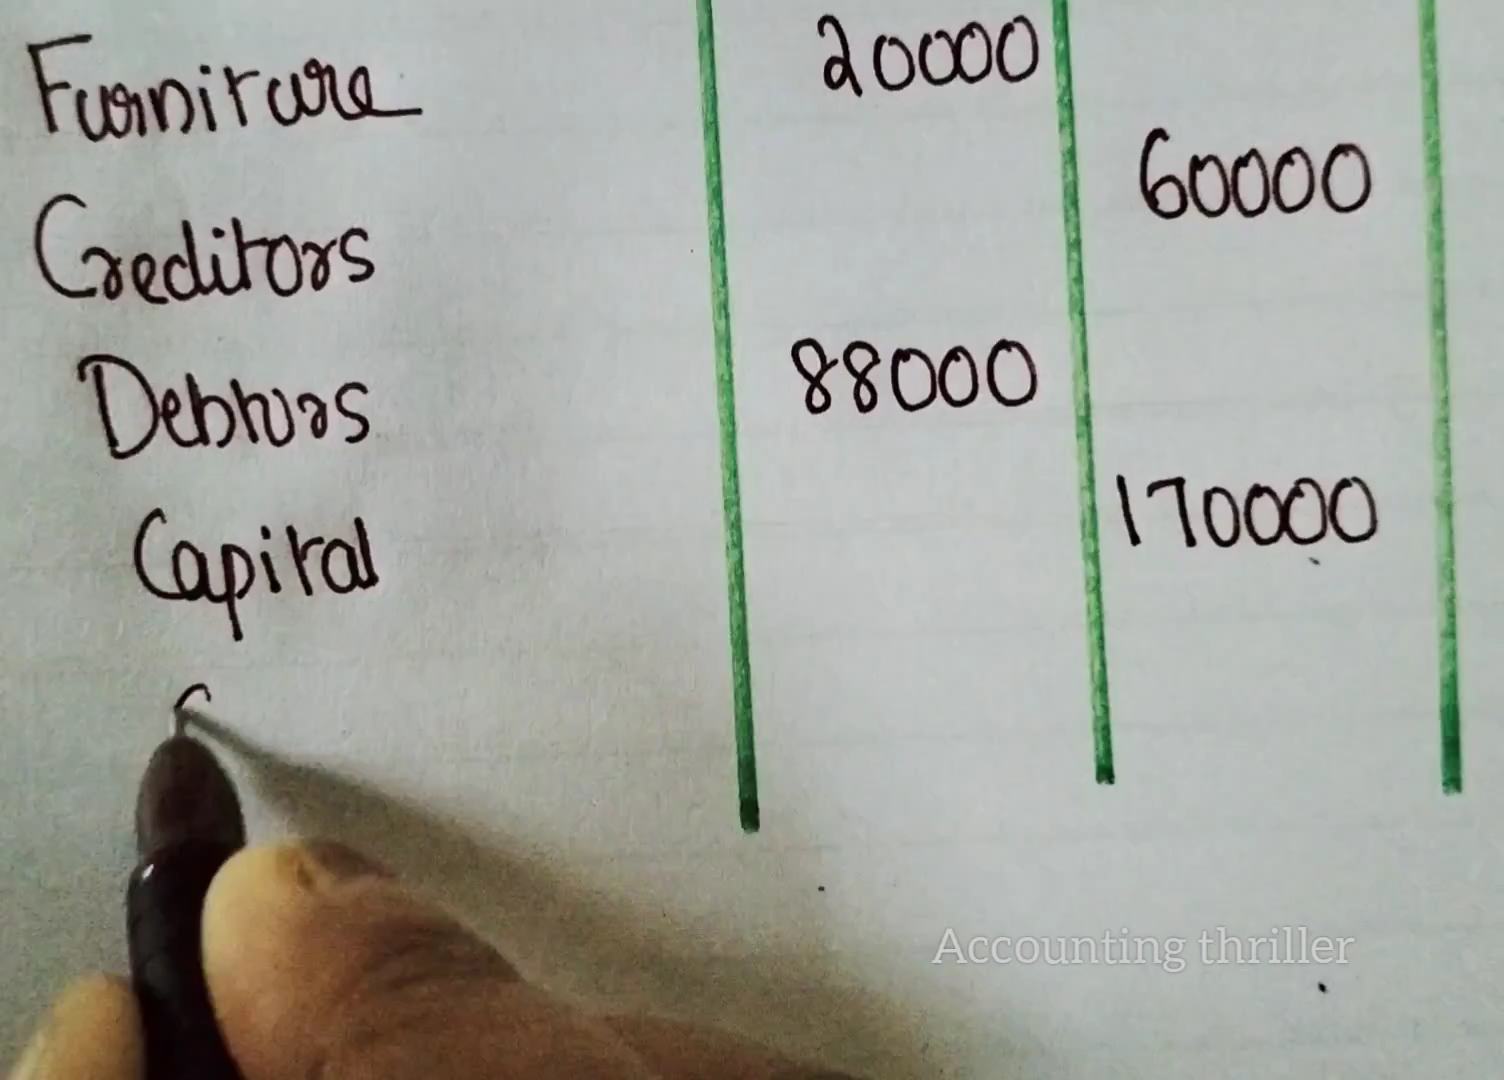 Furniture 20000
Creditors 60000
Debtors 88000
Capital 170000
Accounting thriller